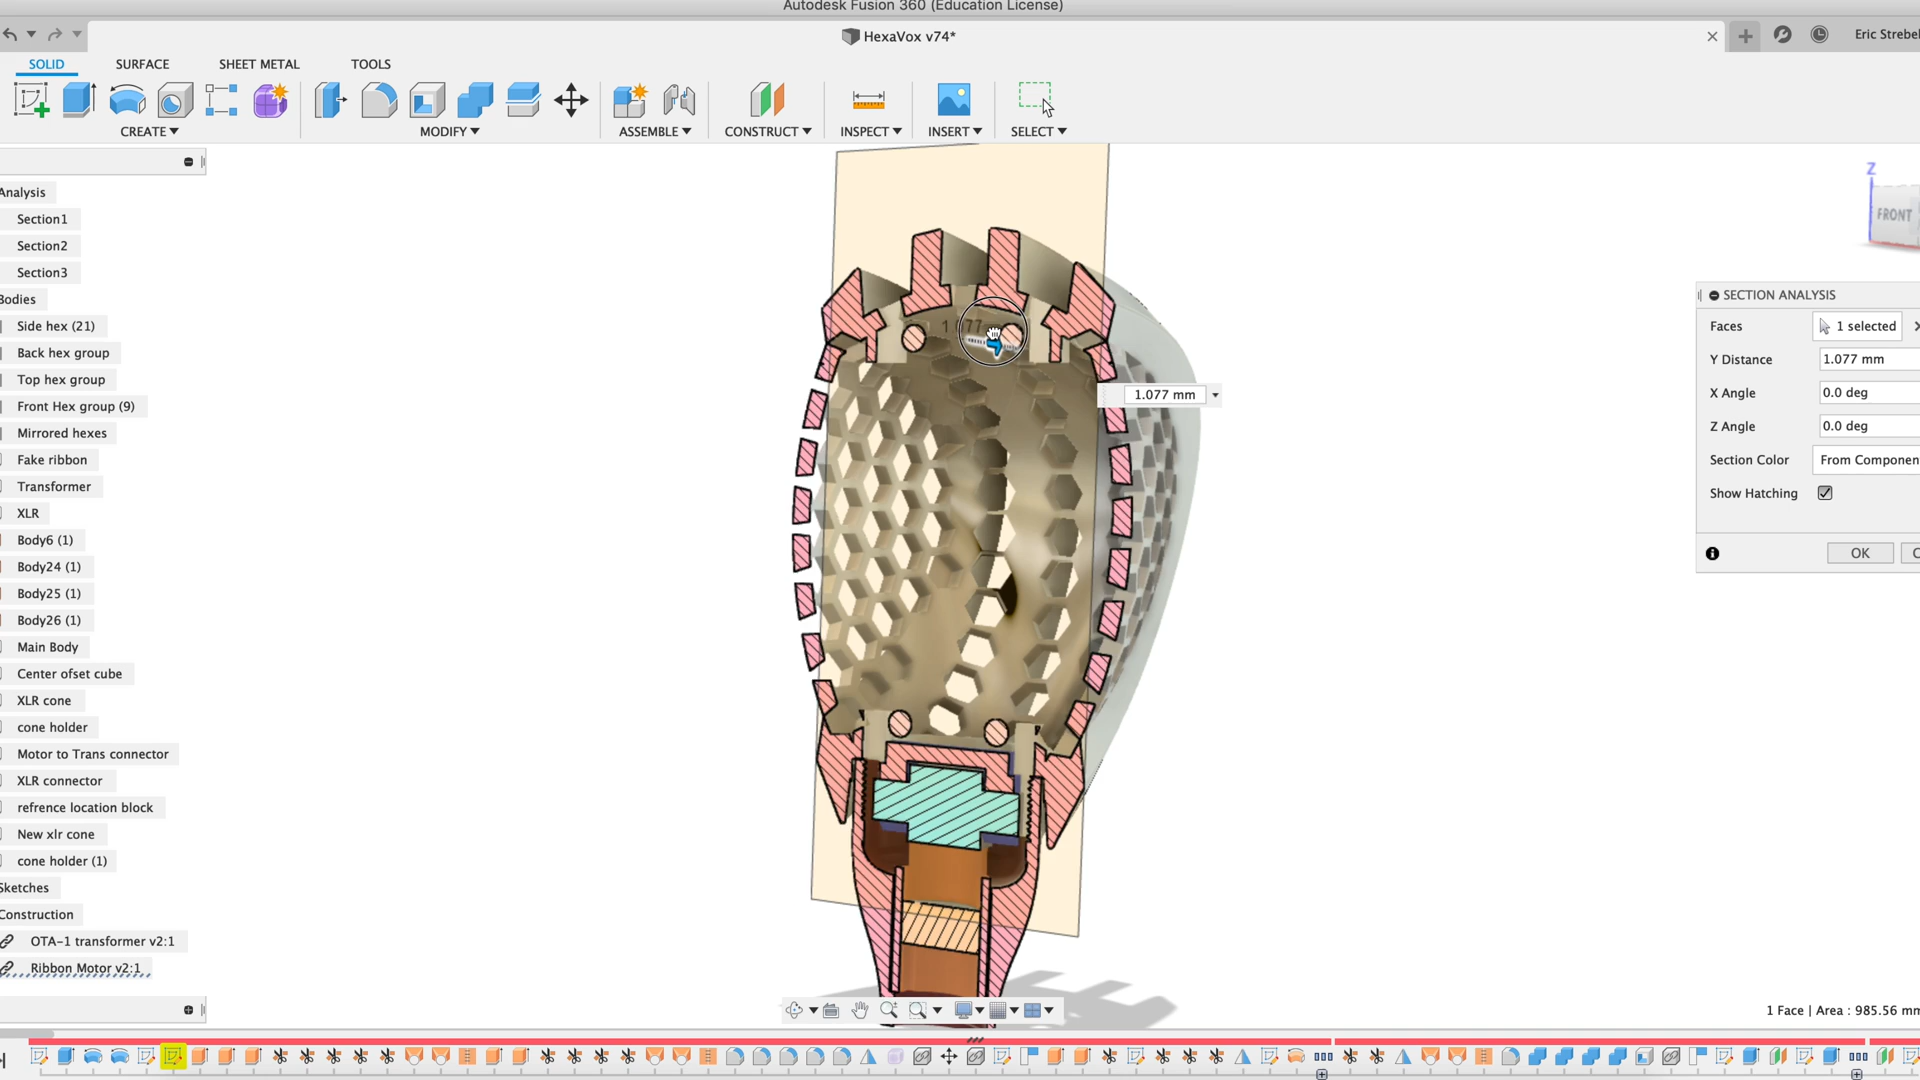 Autodesk Fusion 360 (Education License)
HexaVox v74*
Eric Strebel
SOLID SURFACE SHEET METAL TOOLS
CREATE MODIFY ASSEMBLE CONSTRUCT INSPECT INSERT SELECT
Analysis
Section1
Section2
Section3
Bodies
Side hex (21)
Back hex group
Top hex group
Front Hex group (9)
Mirrored hexes
Fake ribbon
Transformer
XLR
Body6 (1)
Body24 (1)
Body25 (1)
Body26 (1)
Main Body
Center ofset cube
XLR cone
cone holder
Motor to Trans connector
XLR connector
refrence location block
New xlr cone
cone holder (1)
Sketches
Construction
OTA-1 transformer v2:1
Ribbon Motor v2:1
1.077
1.077 mm
Z
FRONT
SECTION ANALYSIS
Faces 1 selected
Y Distance 1.077 mm
X Angle 0.0 deg
Z Angle 0.0 deg
Section Color From Componen
Show Hatching
OK C
1 Face | Area : 985.56 mm